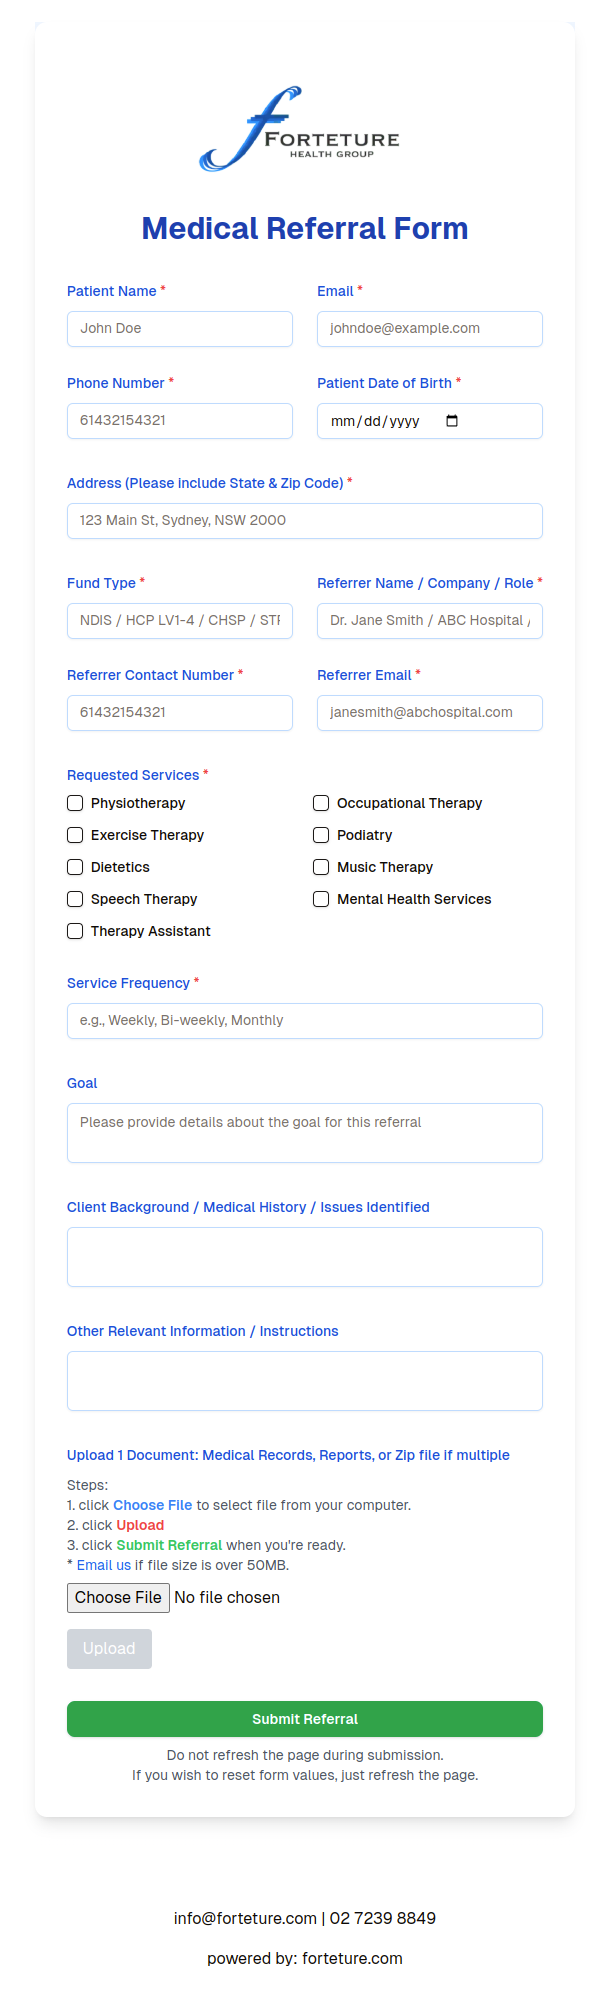 FORTETURE
HEALTH GROUP
Medical Referral Form
Patient Name *
Email *
John Doe
johndoe@example.com
Phone Number *
Patient Date of Birth *
61432154321
mm/dd/yyyy
Address (Please include State & Zip Code) *
123 Main St, Sydney, NSW 2000
Fund Type *
Referrer Name / Company / Role *
NDIS / HCP LV1-4 / CHSP / STR
Dr. Jane Smith / ABC Hospital /
Referrer Contact Number *
Referrer Email *
61432154321
janesmith@abchospital.com
Requested Services *
Physiotherapy
Occupational Therapy
Exercise Therapy
Podiatry
Dietetics
Music Therapy
Speech Therapy
Mental Health Services
Therapy Assistant
Service Frequency *
e.g., Weekly, Bi-weekly, Monthly
Goal
Please provide details about the goal for this referral
Client Background / Medical History / Issues Identified
Other Relevant Information / Instructions
Upload 1 Document: Medical Records, Reports, or Zip file if multiple
Steps:
1. click Choose File to select file from your computer.
2. click Upload
3. click Submit Referral when you're ready.
* Email us if file size is over 50MB.
Choose File No file chosen
Upload
Submit Referral
Do not refresh the page during submission.
If you wish to reset form values, just refresh the page.
info@forteture.com | 02 7239 8849
powered by: forteture.com